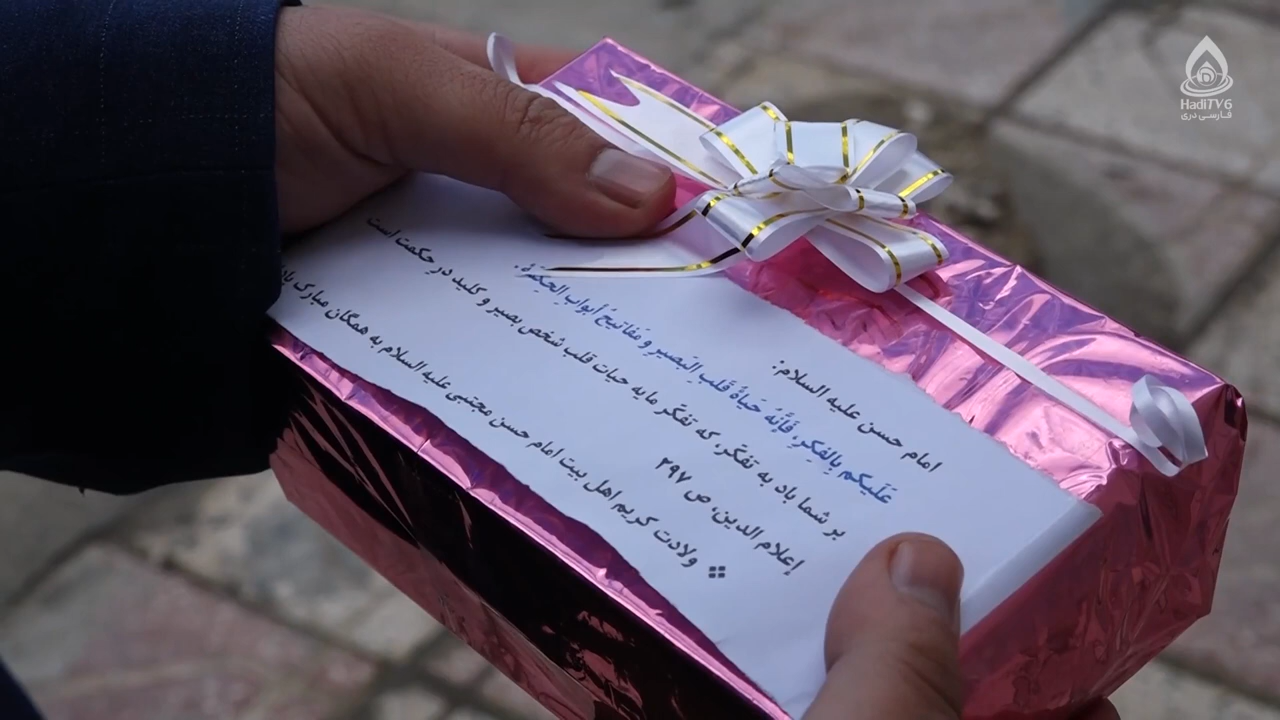 HadiTV6
فارسی دری
امام حسن علیه السلام:
عَلَیکم بِالفِکرِ، فَإنَّهُ حَیاةُ قَلبِ البَصیرِ و مَفاتیحُ أبوابِ الحِکمَةِ؛
بر شما باد به تفکّر، که تفکّر مایه حیات قلب شخص بصیر و کلید در حکمت است
إعلام الدین، ص ۲۹۷
❖ ولادت کریم اهل بیت امام حسن مجتبی علیه السلام به همگان مبارک